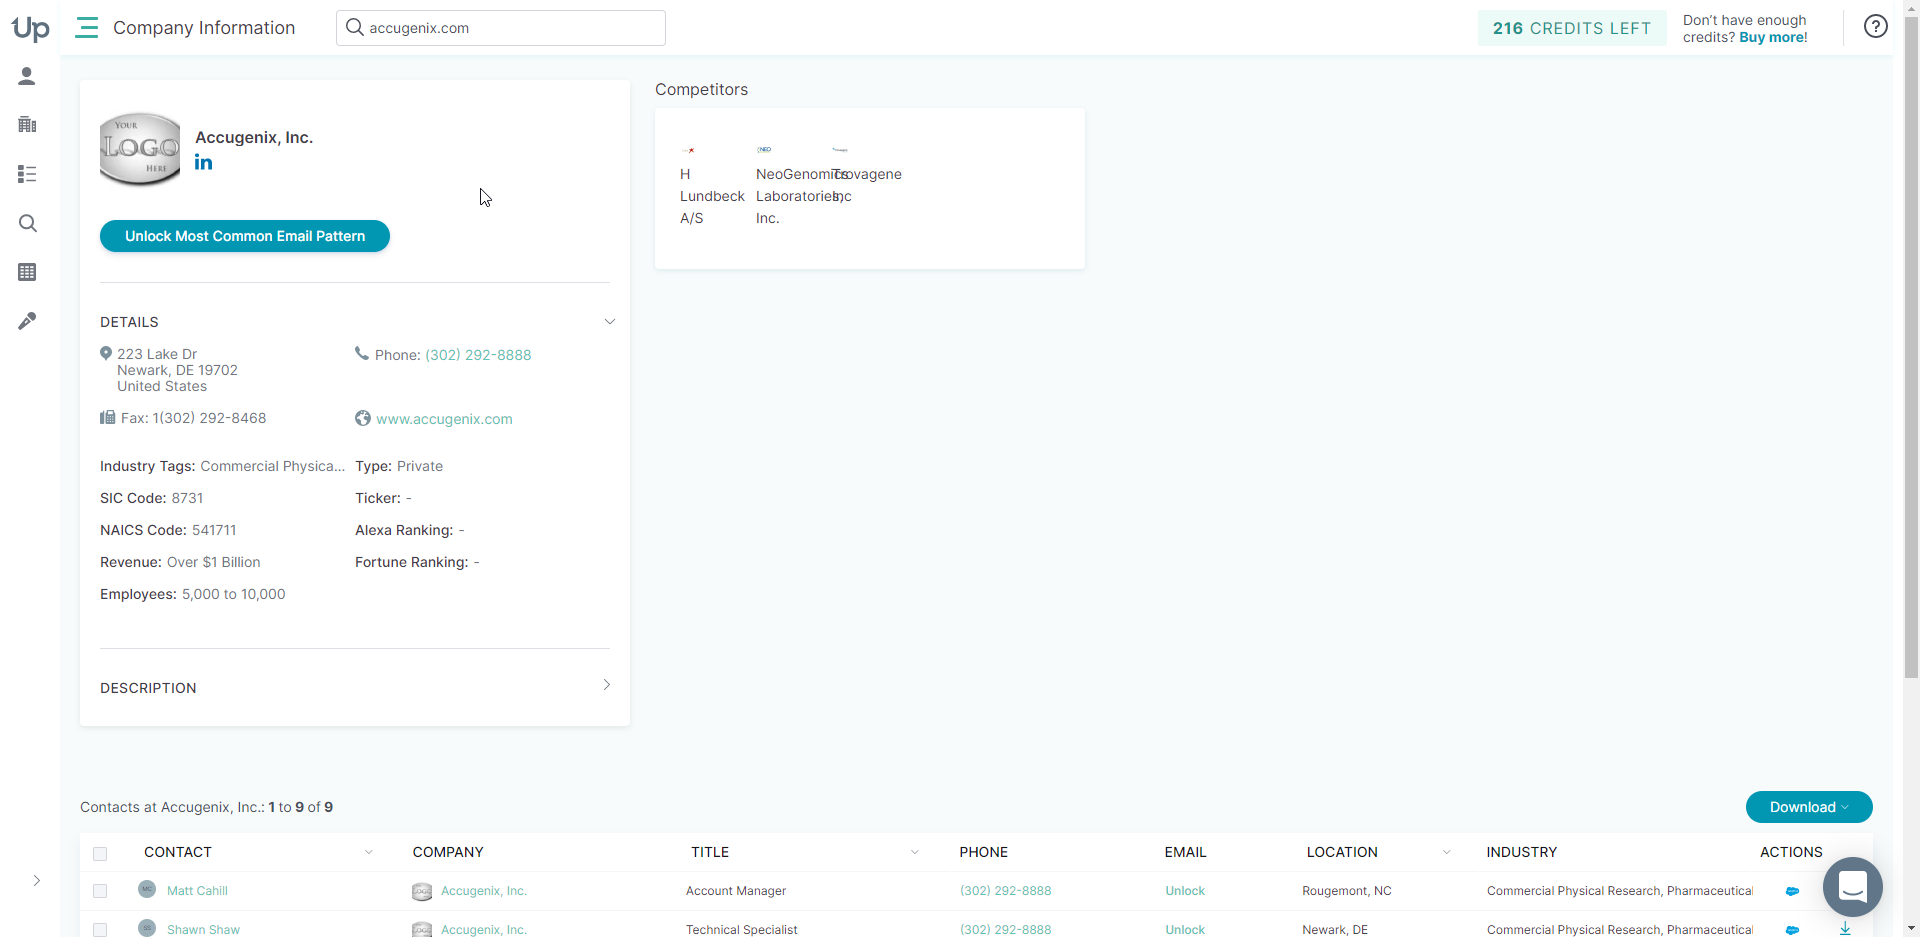 Up
Company Information
accugenix.com
216 CREDITS LEFT
Don't have enough
credits? Buy more!
YOUR
LOGO
HERE
Accugenix, Inc.
in
Unlock Most Common Email Pattern
DETAILS
223 Lake Dr
Newark, DE 19702
United States
Phone: (302) 292-8888
Fax: 1(302) 292-8468
www.accugenix.com
Industry Tags: Commercial Physica...
Type: Private
SIC Code: 8731
Ticker: -
NAICS Code: 541711
Alexa Ranking: -
Revenue: Over $1 Billion
Fortune Ranking: -
Employees: 5,000 to 10,000
DESCRIPTION
Competitors
NEO
H
Lundbeck
A/S
NeoGenomics
Laboratories,
Inc.
Trovagene
Inc
Contacts at Accugenix, Inc.: 1 to 9 of 9
Download
CONTACT COMPANY TITLE PHONE EMAIL LOCATION INDUSTRY ACTIONS
MC Matt Cahill Accugenix, Inc. Account Manager (302) 292-8888 Unlock Rougemont, NC Commercial Physical Research, Pharmaceutical
SS Shawn Shaw Accugenix, Inc. Technical Specialist (302) 292-8888 Unlock Newark, DE Commercial Physical Research, Pharmaceutical